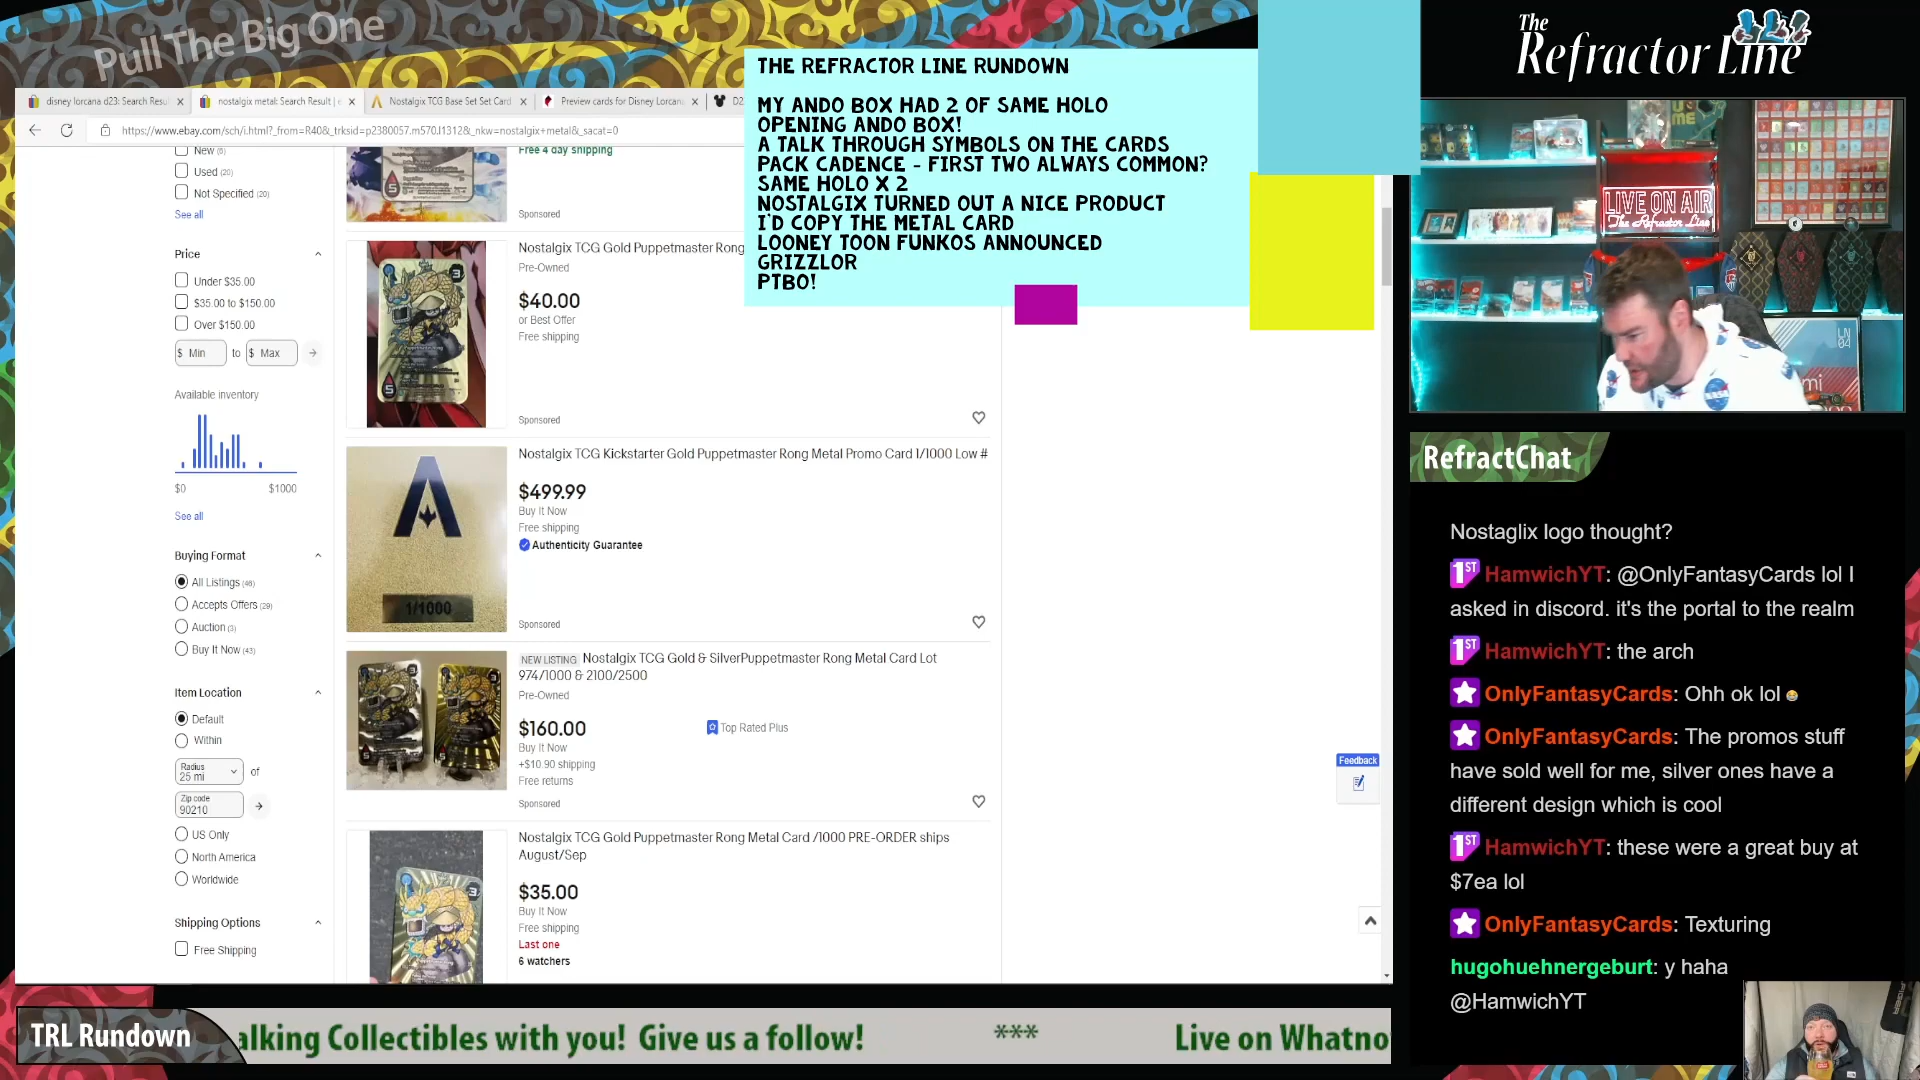 Pull The Big One
The
Refractor Line
THE REFRACTOR LINE RUNDOWN
MY ANDO BOX HAD 2 OF SAME HOLO
OPENING ANDO BOX!
A TALK THROUGH SYMBOLS ON THE CARDS
PACK CADENCE - FIRST TWO ALWAYS COMMON?
SAME HOLO X 2
NOSTALGIX TURNED OUT A NICE PRODUCT
I'D COPY THE METAL CARD
LOONEY TOON FUNKOS ANNOUNCED
GRIZZLOR
PTBO!
disney lorcana d23: Search Resu
nostalgix metal: Search Result | e
Nostalgix TCG Base Set Set Card
Preview cards for Disney Lorcan
D2
https://www.ebay.com/sch/i.html?_from=R40&_trksid=p2380057.m570.l1312&_nkw=nostalgix+metal&_sacat=0
New (6)
Used (20)
Not Specified (20)
See all
Price
Under $35.00
$35.00 to $150.00
Over $150.00
$ Min to $ Max
Available inventory
$0 $1000
See all
Buying Format
All Listings (46)
Accepts Offers (29)
Auction (3)
Buy It Now (43)
Item Location
Default
Within
Radius
25 mi
of
Zip code
90210
US Only
North America
Worldwide
Shipping Options
Free Shipping
Free 4 day shipping
Sponsored
Nostalgix TCG Gold Puppetmaster Rong
Pre-Owned
$40.00
or Best Offer
Free shipping
Sponsored
Nostalgix TCG Kickstarter Gold Puppetmaster Rong Metal Promo Card 1/1000 Low #
$499.99
Buy It Now
Free shipping
Authenticity Guarantee
1/1000
Sponsored
NEW LISTING Nostalgix TCG Gold & SilverPuppetmaster Rong Metal Card Lot
974/1000 & 2100/2500
Pre-Owned
$160.00
Top Rated Plus
Buy It Now
+$10.90 shipping
Free returns
Sponsored
Nostalgix TCG Gold Puppetmaster Rong Metal Card /1000 PRE-ORDER ships
August/Sep
$35.00
Buy It Now
Free shipping
Last one
6 watchers
Feedback
LIVE ON AIR
The Refractor Line
RefractChat
Nostaglix logo thought?
1ST HamwichYT: @OnlyFantasyCards lol I
asked in discord. it's the portal to the realm
1ST HamwichYT: the arch
OnlyFantasyCards: Ohh ok lol
OnlyFantasyCards: The promos stuff
have sold well for me, silver ones have a
different design which is cool
1ST HamwichYT: these were a great buy at
$7ea lol
OnlyFantasyCards: Texturing
hugohuehnergeburt: y haha
@HamwichYT
TRL Rundown
alking Collectibles with you! Give us a follow! *** Live on Whatno